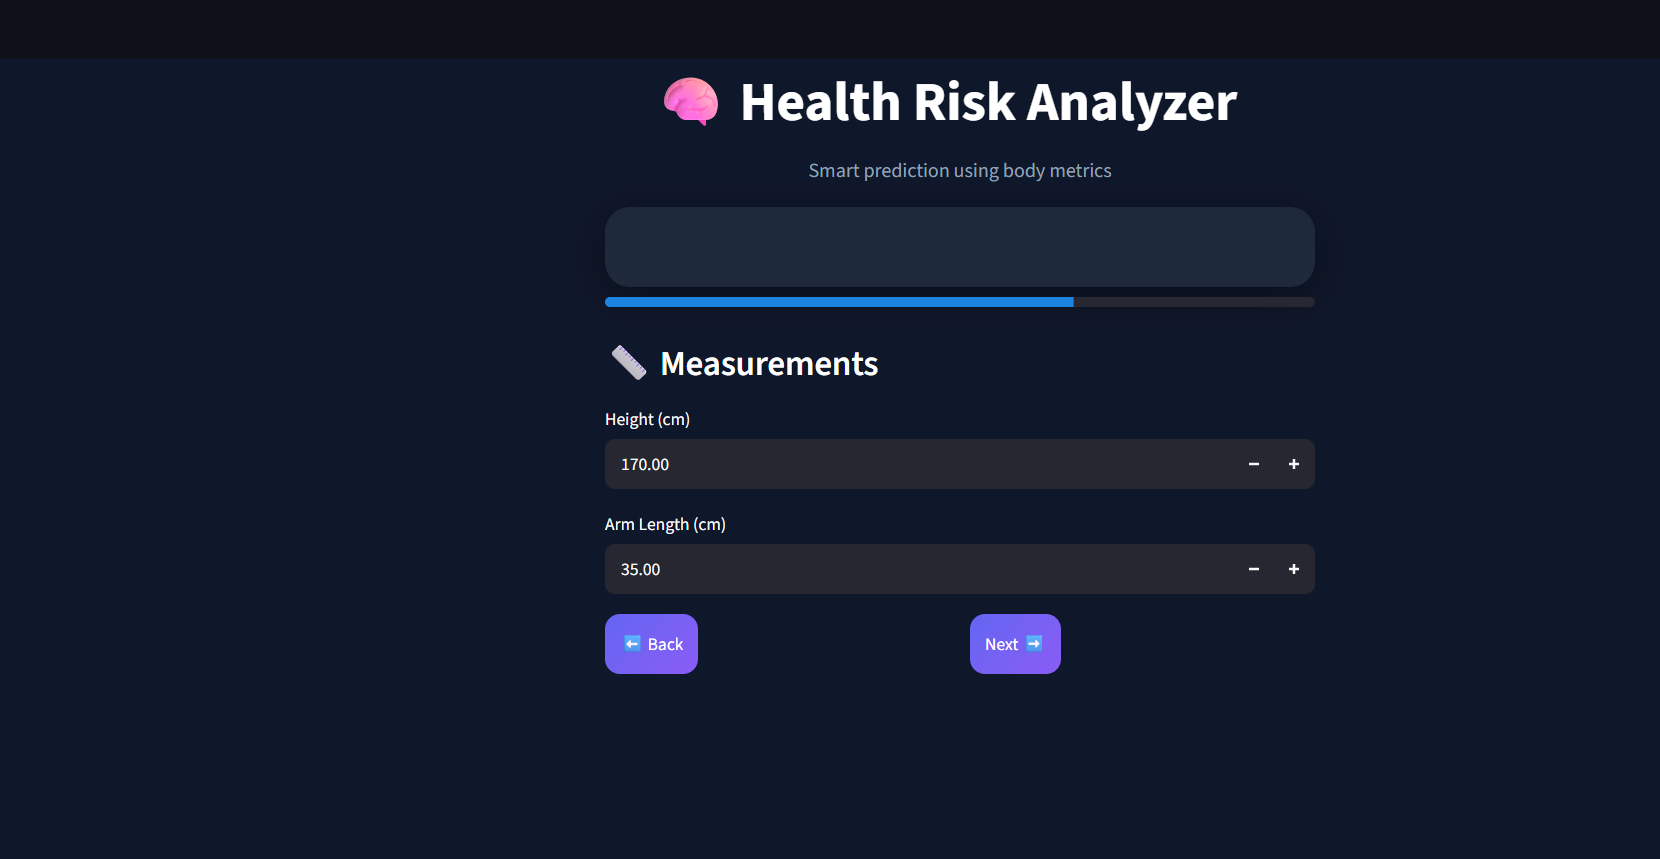 Health Risk Analyzer
Smart prediction using body metrics
Measurements
Height (cm)
170.00
Arm Length (cm)
35.00
Back
Next